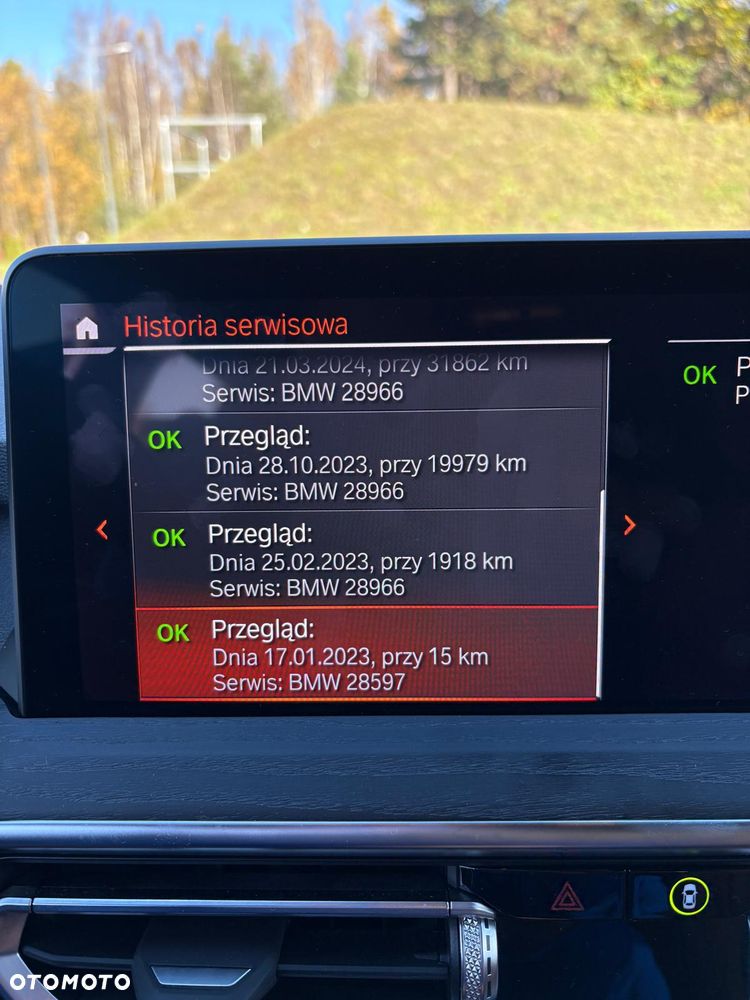 Historia serwisowa
Dnia 21.03.2024, przy 31862 km
Serwis: BMW 28966
OK Przegląd:
Dnia 28.10.2023, przy 19979 km
Serwis: BMW 28966
OK Przegląd:
Dnia 25.02.2023, przy 1918 km
Serwis: BMW 28966
OK Przegląd:
Dnia 17.01.2023, przy 15 km
Serwis: BMW 28597
OK P
P
OTOMOTO